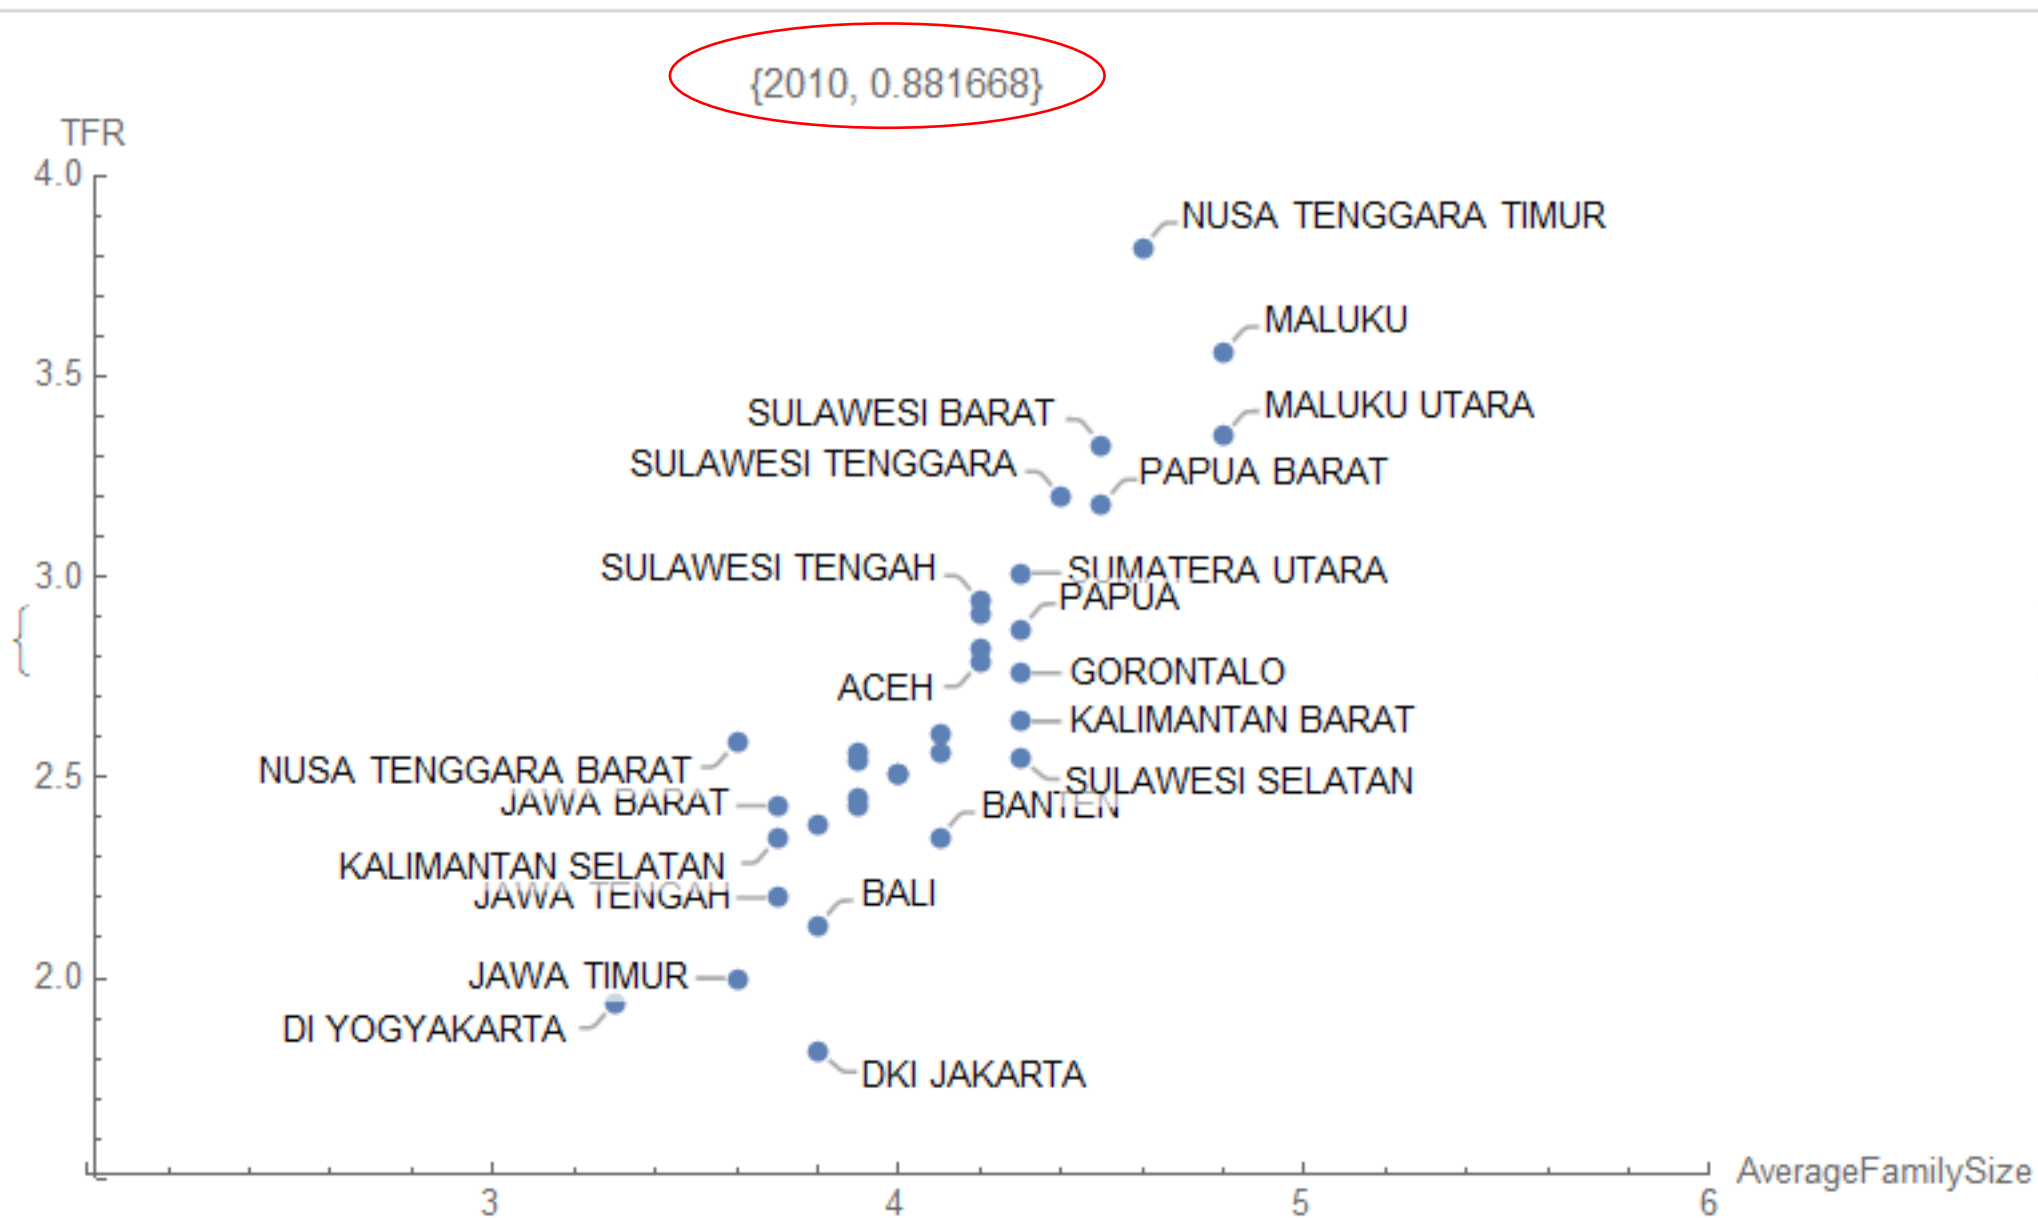 {2010, 0.881668}
TFR
4.0
NUSA TENGGARA TIMUR
MALUKU
3.5
MALUKU UTARA
SULAWESI BARAT
SULAWESI TENGGARA
PAPUA BARAT
3.0
SULAWESI TENGAH
SUMATERA UTARA
PAPUA
{
GORONTALO
ACEH
KALIMANTAN BARAT
2.5
NUSA TENGGARA BARAT
SULAWESI SELATAN
JAWA BARAT
BANTEN
KALIMANTAN SELATAN
JAWA TENGAH
BALI
2.0
JAWA TIMUR
DI YOGYAKARTA
DKI JAKARTA
AverageFamilySize
3 4 5 6